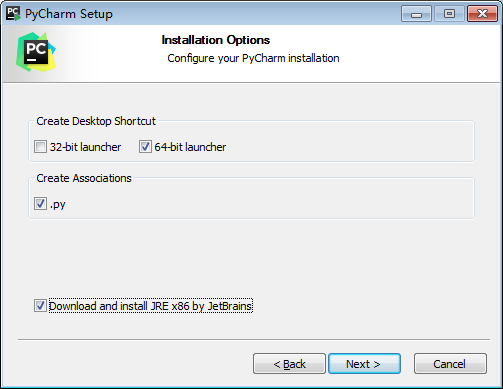 PyCharm Setup
PC
Installation Options
Configure your PyCharm installation
Create Desktop Shortcut
32-bit launcher 64-bit launcher
Create Associations
.py
Download and install JRE x86 by JetBrains
< Back Next > Cancel